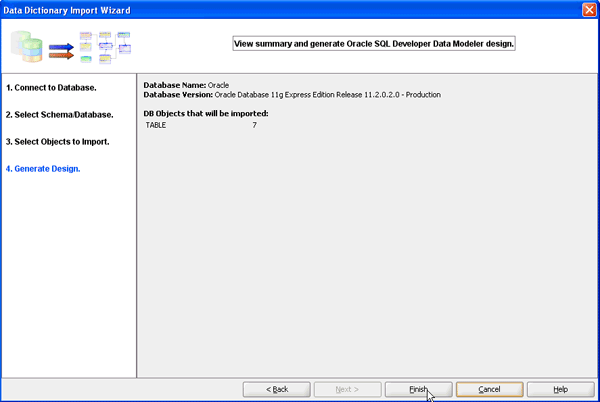 Data Dictionary Import Wizard
View summary and generate Oracle SQL Developer Data Modeler design.
1. Connect to Database.
2. Select Schema/Database.
3. Select Objects to Import.
4. Generate Design.
Database Name: Oracle
Database Version: Oracle Database 11g Express Edition Release 11.2.0.2.0 - Production
DB Objects that will be imported:
TABLE 7
< Back Next > Finish Cancel Help